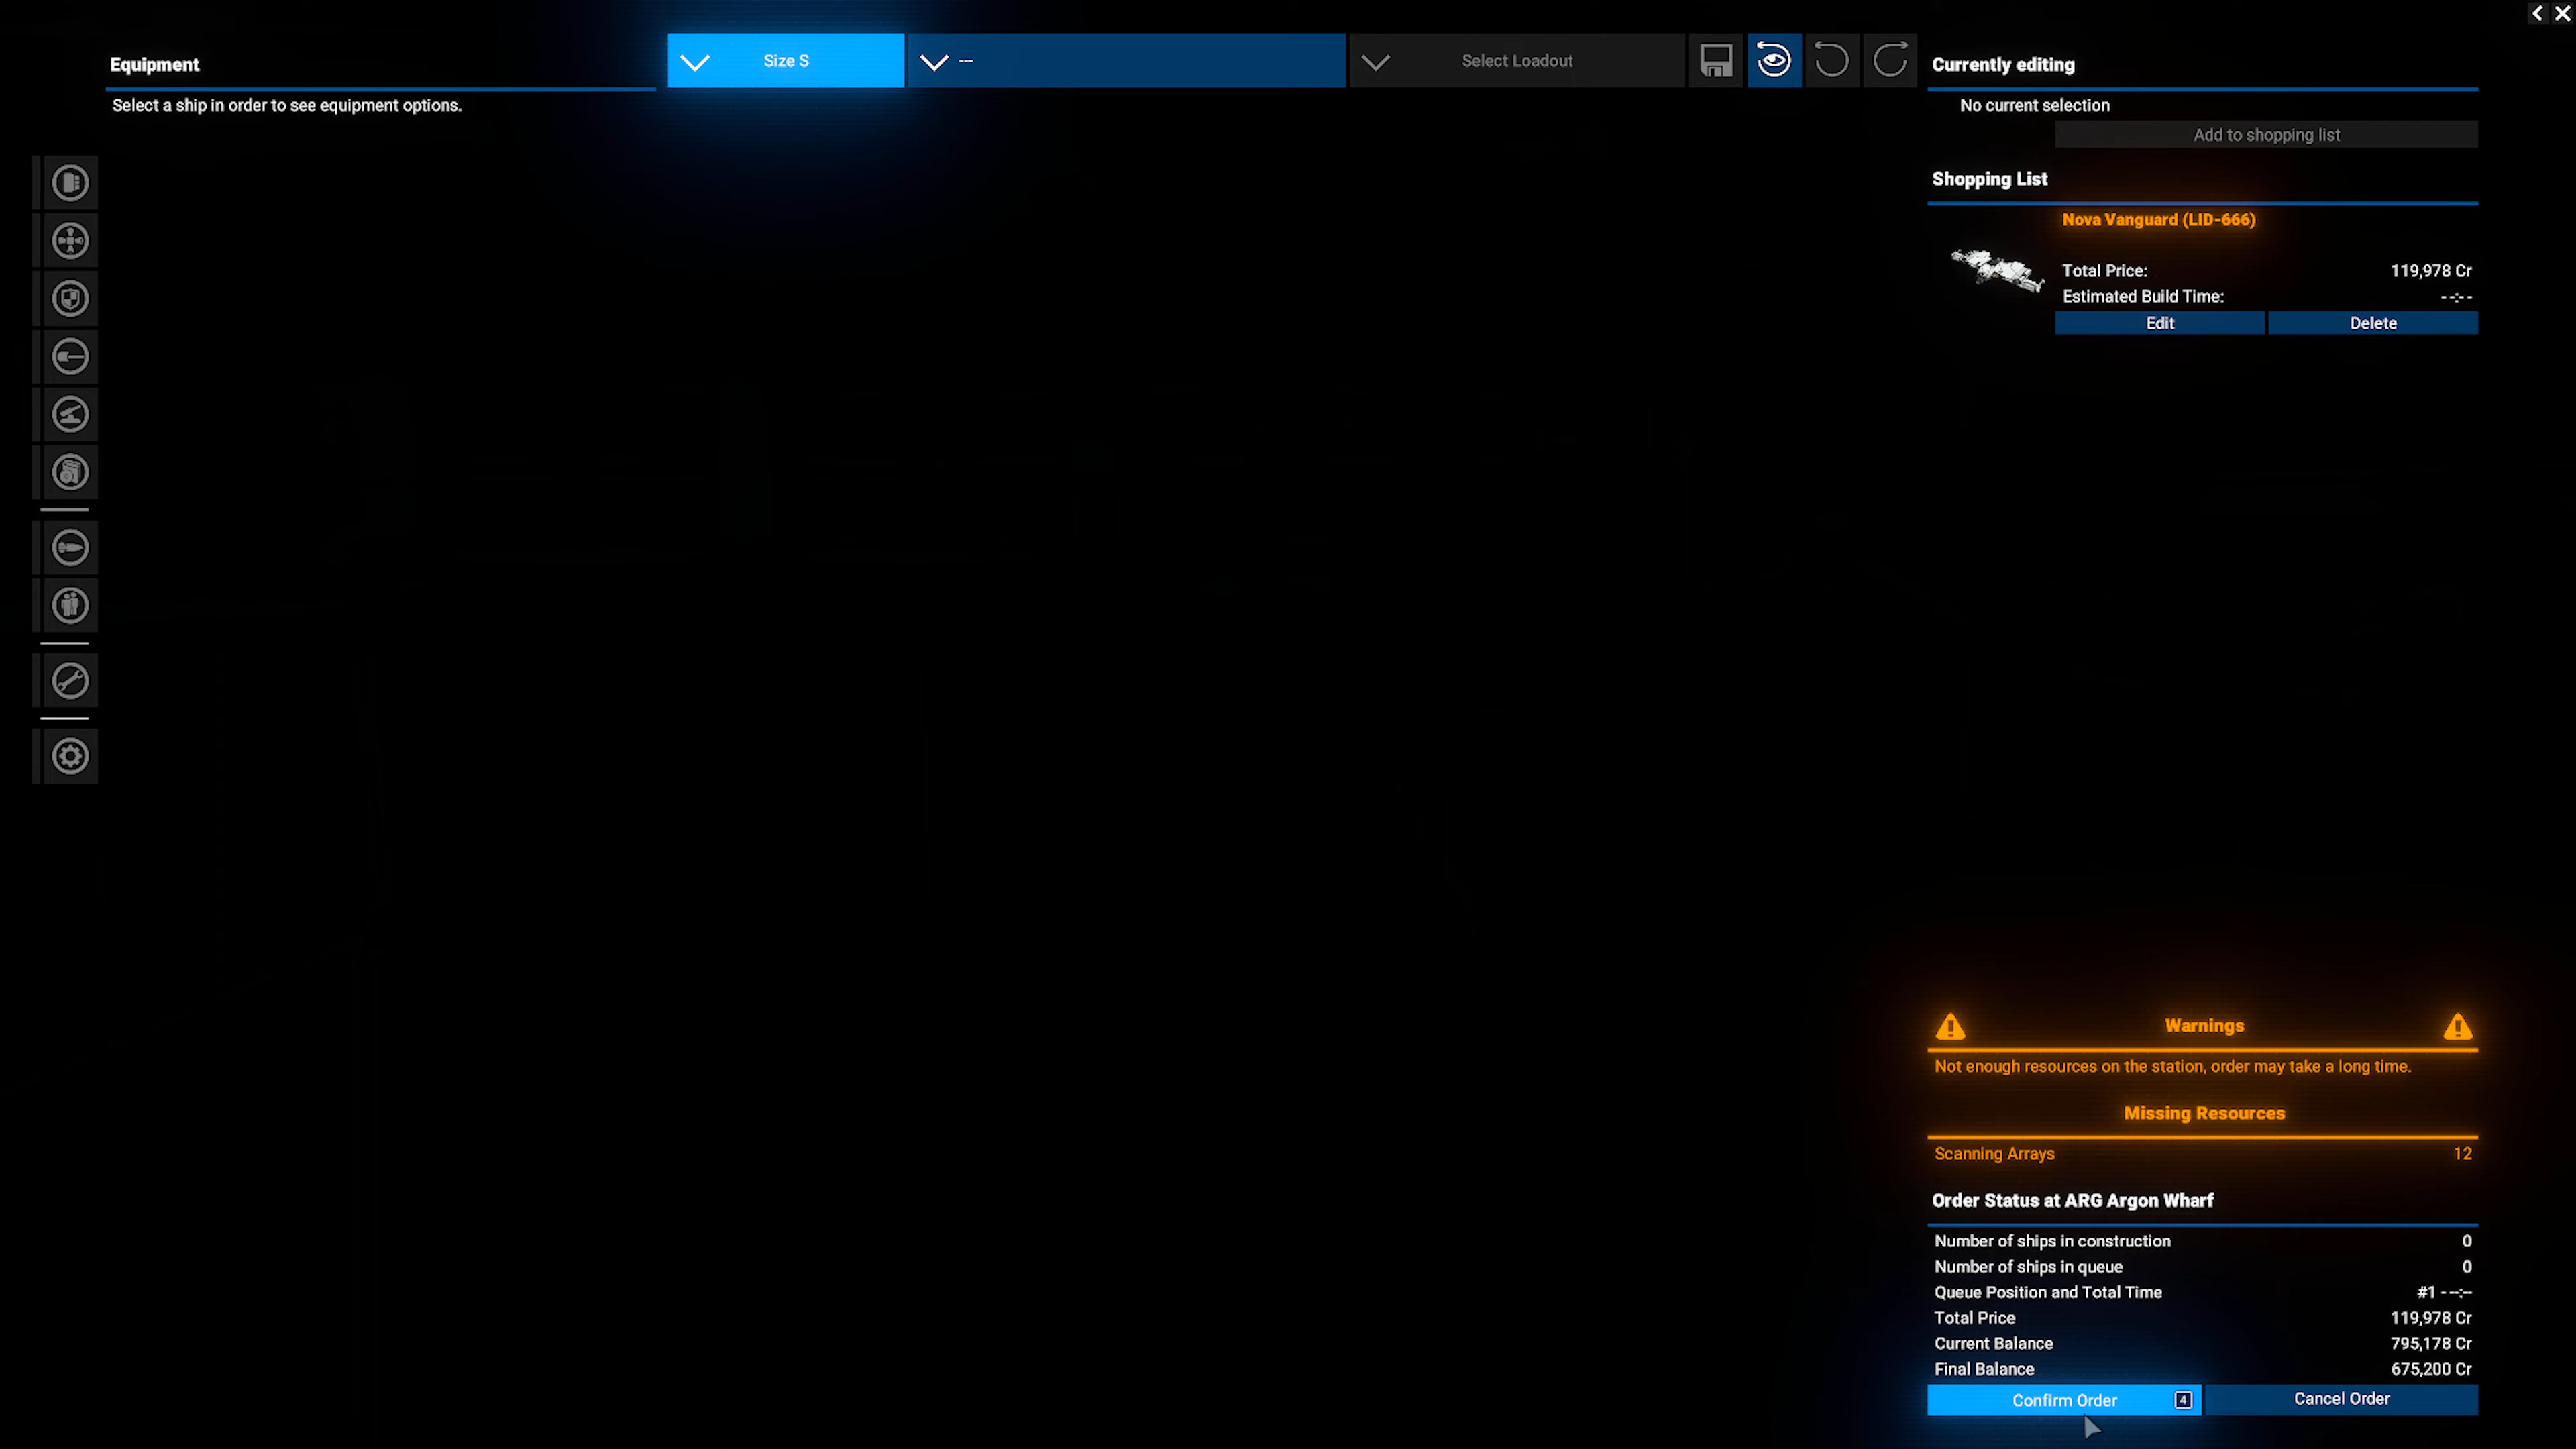 Equipment
Select a ship in order to see equipment options.
Size S
---
Select Loadout
Currently editing
No current selection
Add to shopping list
Shopping List
Nova Vanguard (LID-666)
Total Price: 119,978 Cr
Estimated Build Time: --:--
Edit Delete
Warnings
Not enough resources on the station, order may take a long time.
Missing Resources
Scanning Arrays 12
Order Status at ARG Argon Wharf
Number of ships in construction 0
Number of ships in queue 0
Queue Position and Total Time #1 - --:--
Total Price 119,978 Cr
Current Balance 795,178 Cr
Final Balance 675,200 Cr
Confirm Order 4 Cancel Order